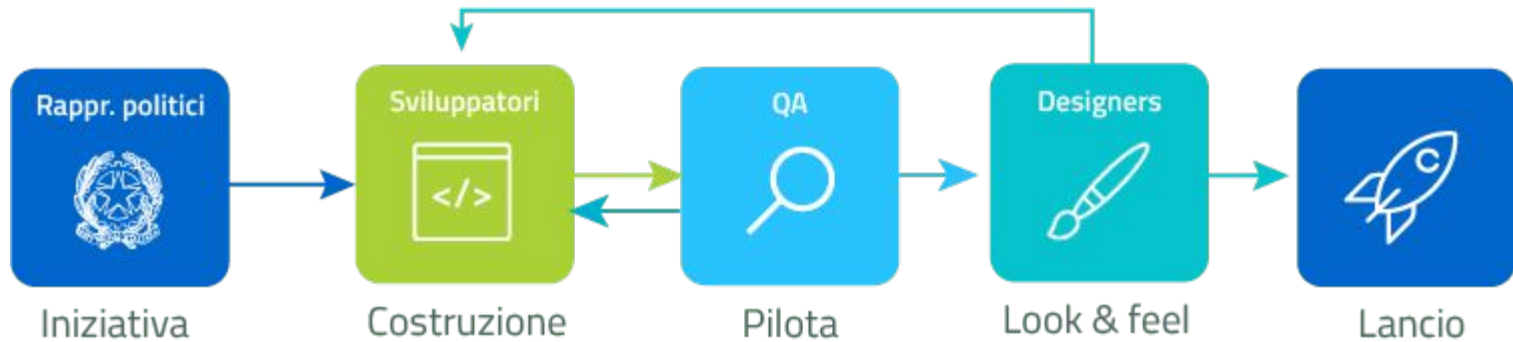 Rappr. politici
Sviluppatori
QA
Designers
</>
Iniziativa
Costruzione
Pilota
Look & feel
Lancio